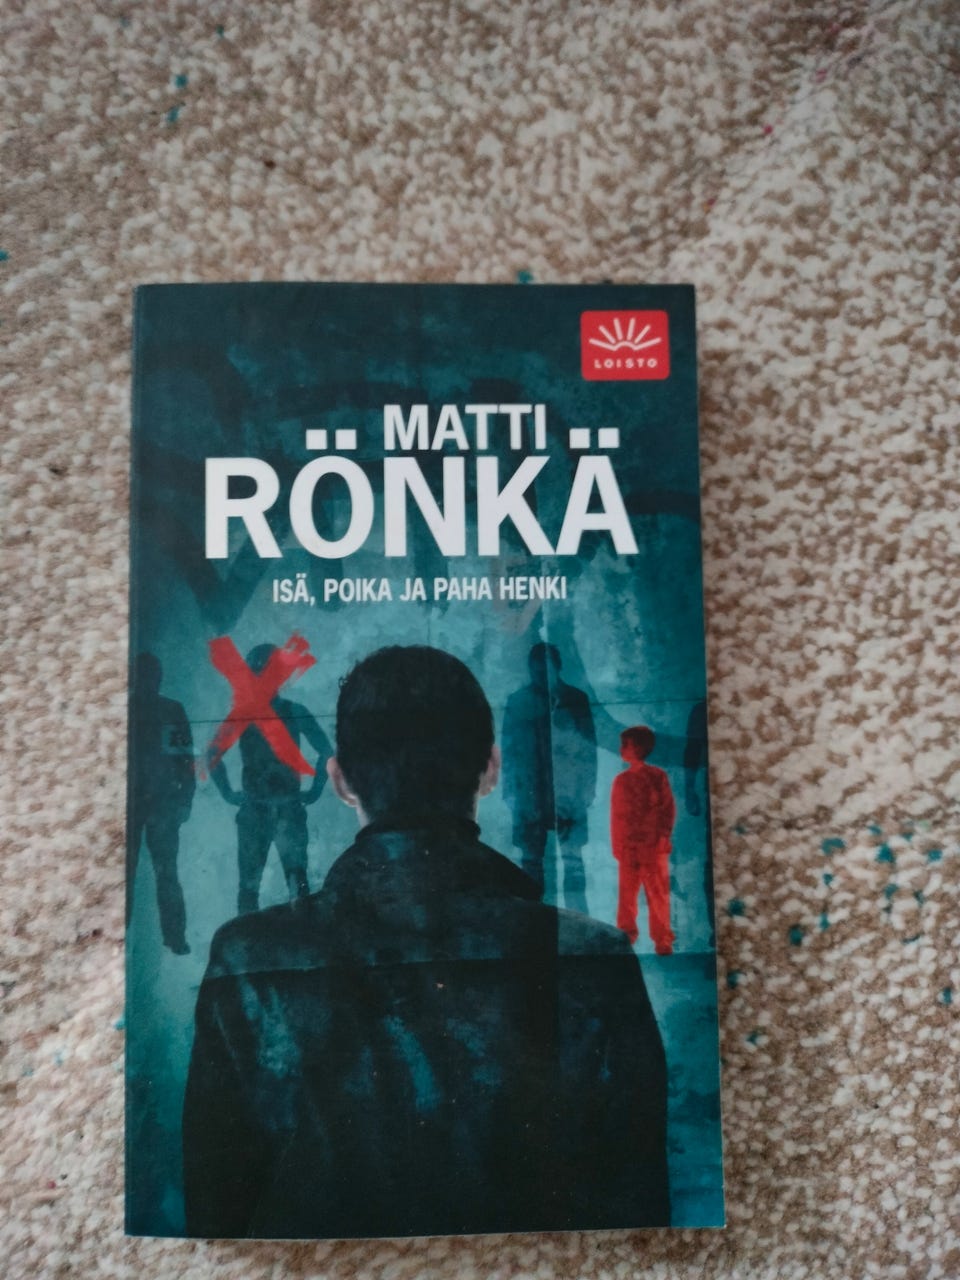 LOISTO
MATTI
RÖNKÄ
ISÄ, POIKA JA PAHA HENKI